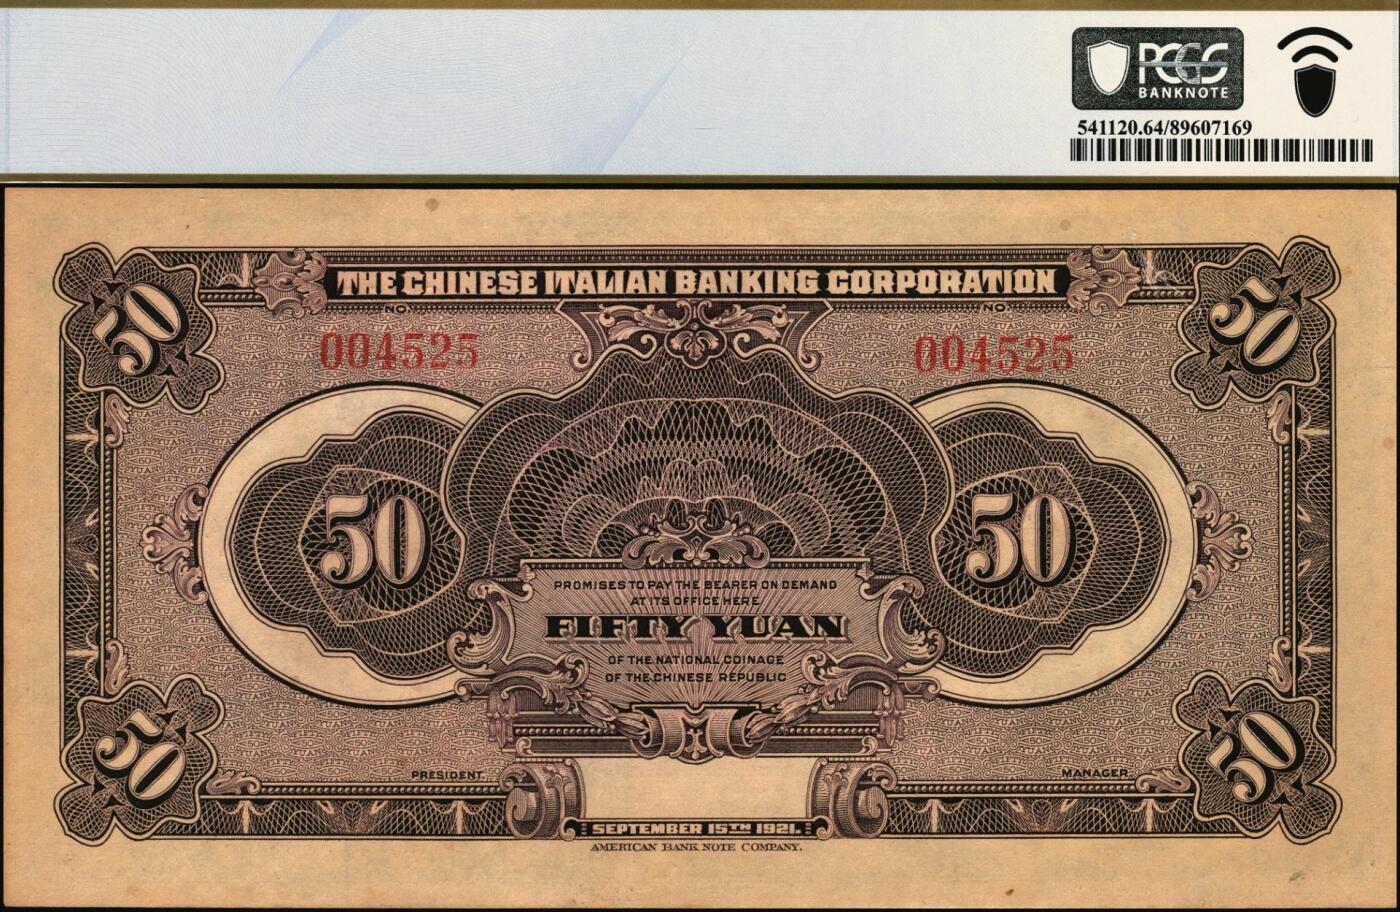 PCGS
BANKNOTE
541120.64/89607169
50
THE CHINESE ITALIAN BANKING CORPORATION
50
NO.
NO.
004525
004525
50
50
PROMISES TO PAY THE BEARER ON DEMAND
AT ITS OFFICE HERE
FIFTY YUAN
OF THE NATIONAL COINAGE
OF THE CHINESE REPUBLIC
50
50
PRESIDENT.
MANAGER.
SEPTEMBER 15TH 1921.
AMERICAN BANK NOTE COMPANY.